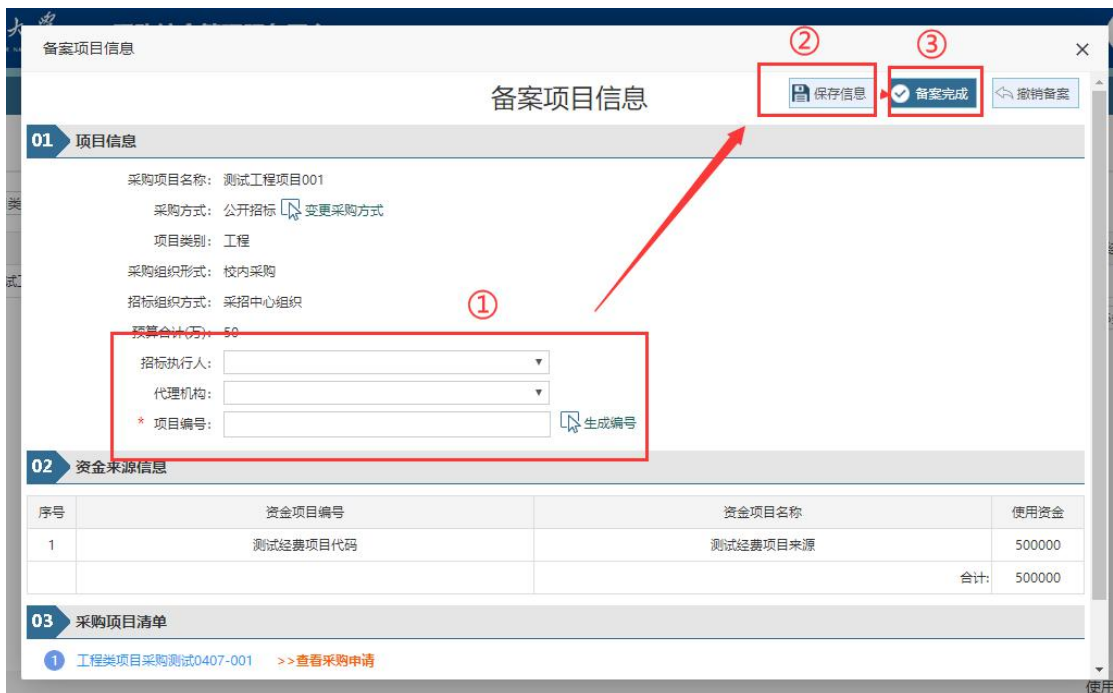 大学
备案项目信息
②
③
×
备案项目信息
保存信息
备案完成
撤销备案
01 项目信息
采购项目名称: 测试工程项目001
采购方式: 公开招标 变更采购方式
项目类别: 工程
采购组织形式: 校内采购
招标组织方式: 采招中心组织
①
预算合计(万): 50
招标执行人:
代理机构:
* 项目编号: 生成编号
02 资金来源信息
序号 资金项目编号 资金项目名称 使用资金
1 测试经费项目代码 测试经费项目来源 500000
合计: 500000
03 采购项目清单
1 工程类项目采购测试0407-001 >>查看采购申请
使用